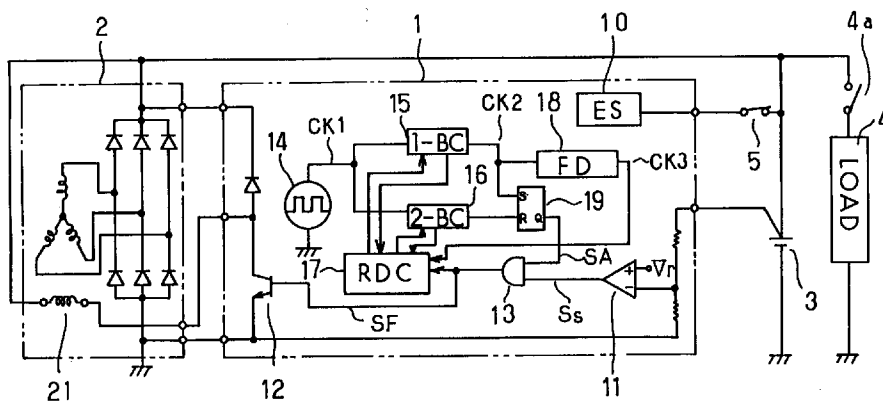 2
1
10
4a
ES
CK1
15
CK2
18
14
1-BC
FD
CK3
5
4
LOAD
16
S
19
2-BC
R Q
17
RDC
SA
+
Vr
-
3
13
Ss
SF
21
12
11